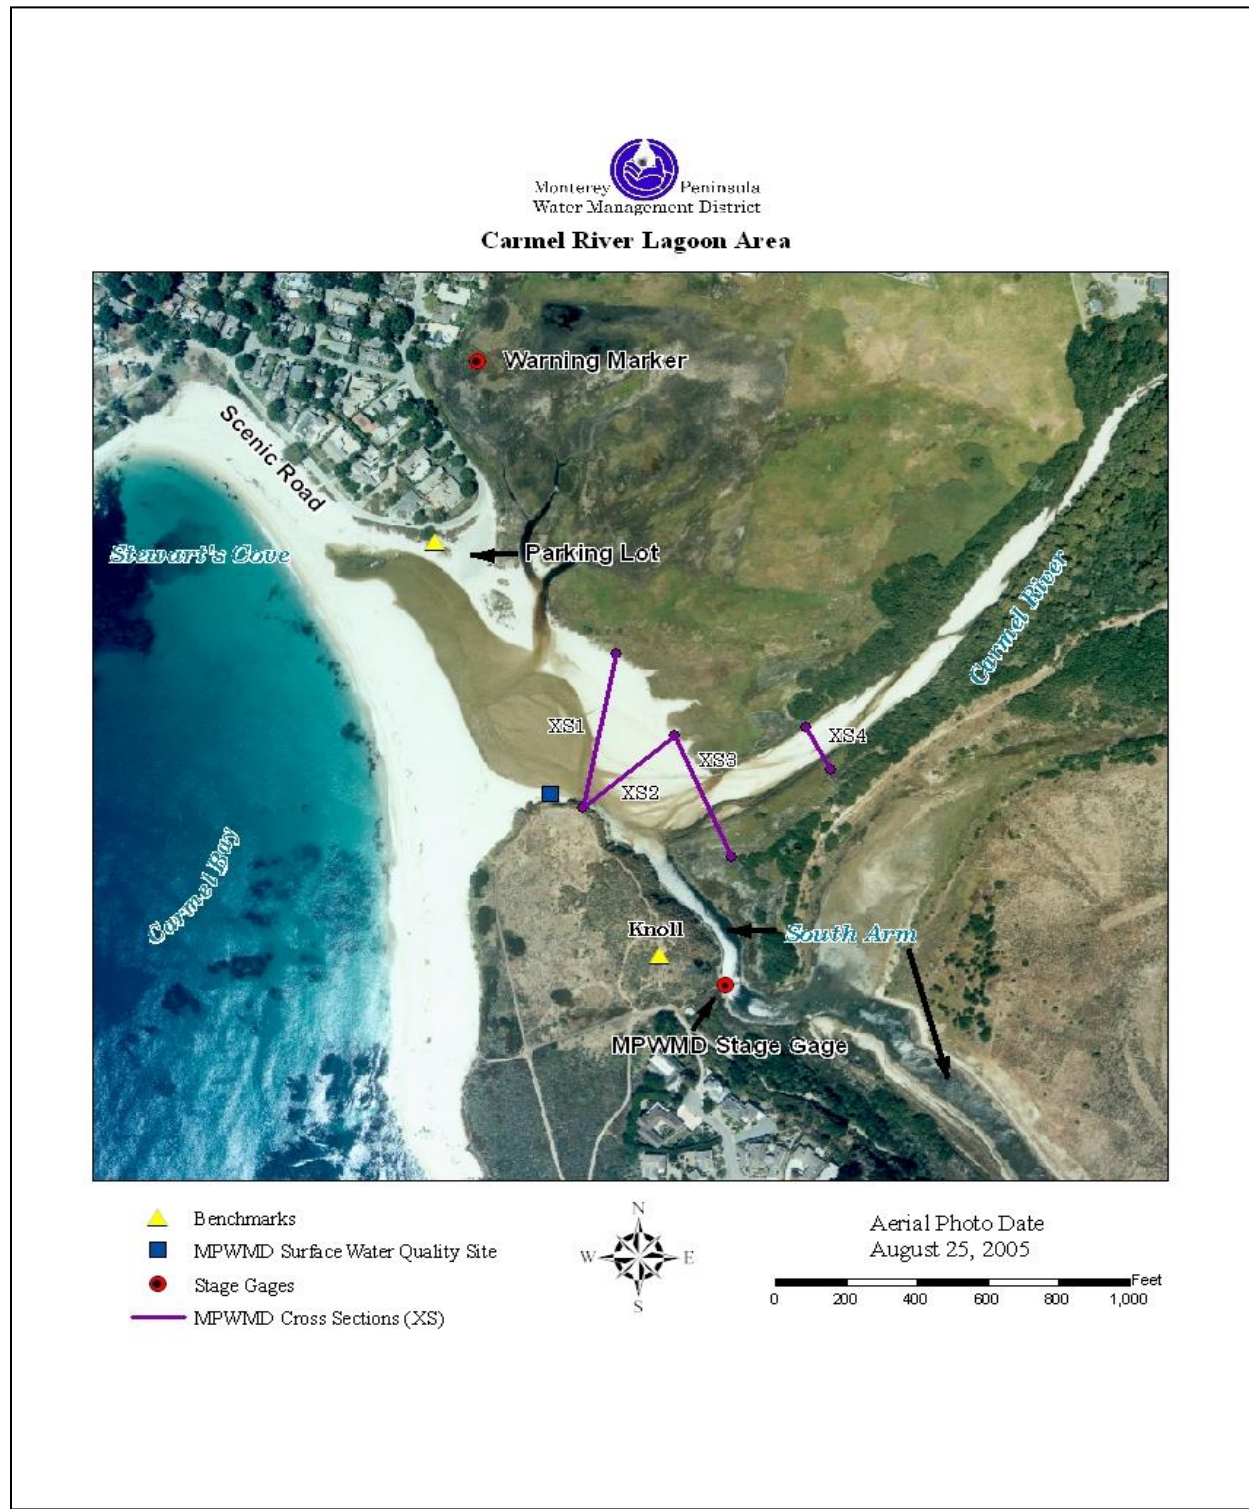 Monterey Peninsula
Water Management District
Carmel River Lagoon Area
Warning Marker
Scenic Road
Stewart's Cove
Parking Lot
Carmel River
XS1
XS3
XS4
XS2
Carmel Bay
Knoll
South Arm
MPWMD Stage Gage
Benchmarks
MPWMD Surface Water Quality Site
Stage Gages
MPWMD Cross Sections (XS)
N
W E
S
Aerial Photo Date
August 25, 2005
Feet
0 200 400 600 800 1,000